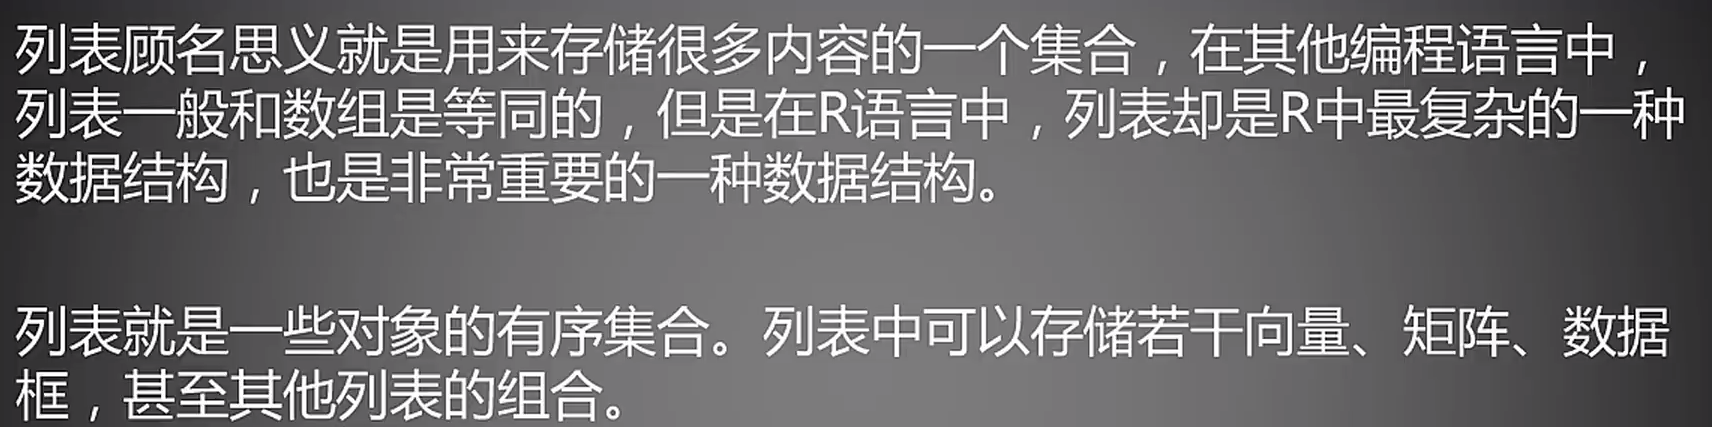 列表顾名思义就是用来存储很多内容的一个集合，在其他编程语言中，
列表一般和数组是等同的，但是在R语言中，列表却是R中最复杂的一种
数据结构，也是非常重要的一种数据结构。
列表就是一些对象的有序集合。列表中可以存储若干向量、矩阵、数据
框，甚至其他列表的组合。